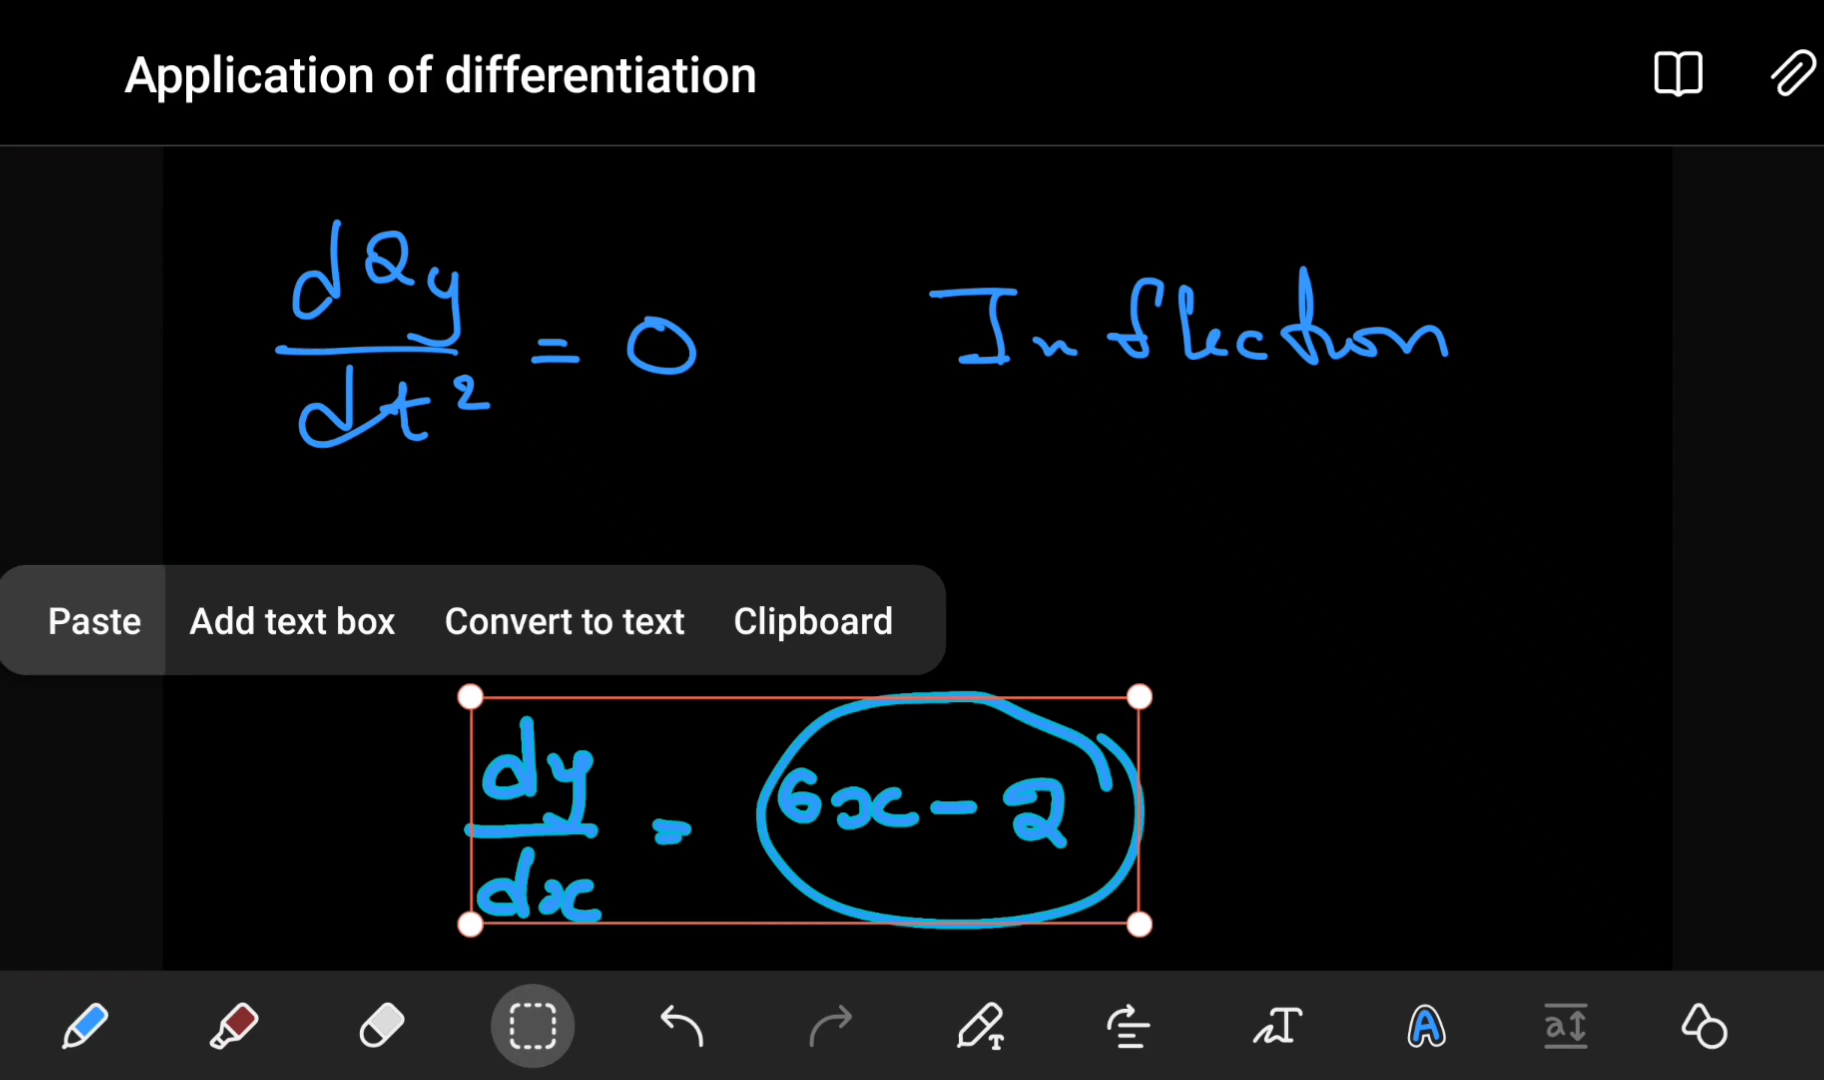 Application of differentiation
d2y
dt² = 0 Inflection
Paste Add text box Convert to text Clipboard
dy
dx = 6x - 2
T
T
A
a